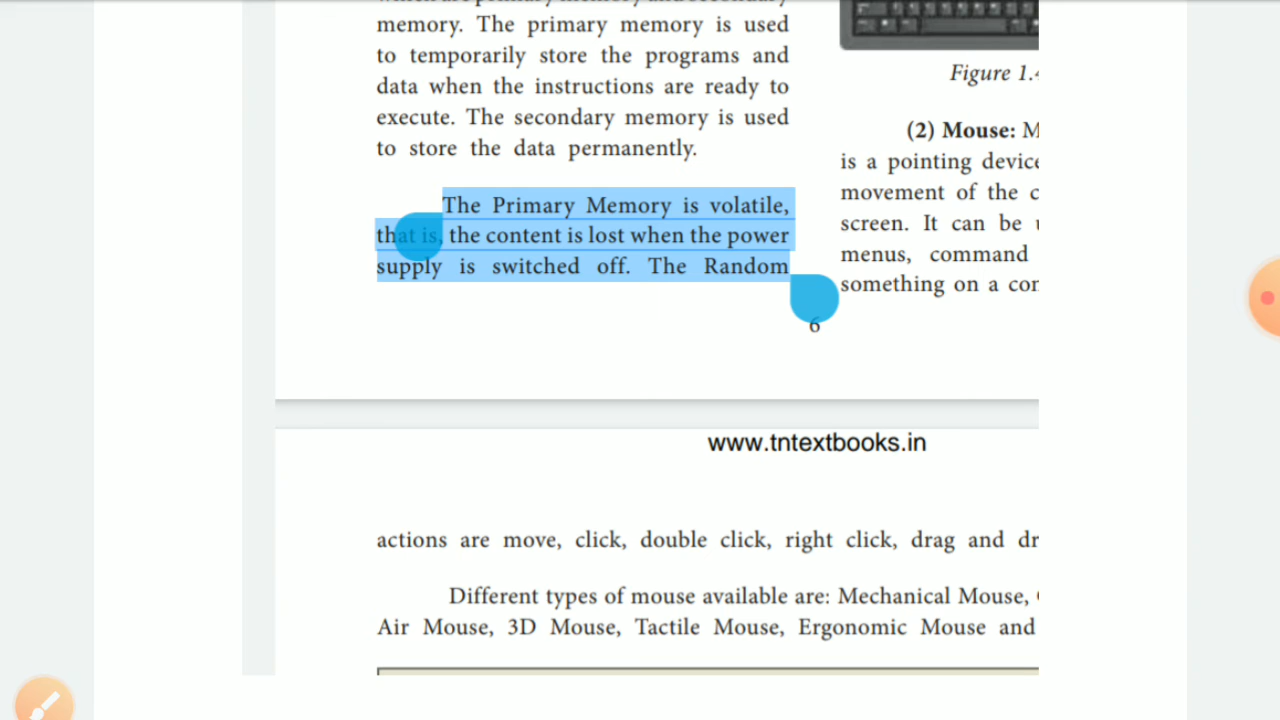 memory. The primary memory is used
to temporarily store the programs and
data when the instructions are ready to
execute. The secondary memory is used
to store the data permanently.
The Primary Memory is volatile,
that is, the content is lost when the power
supply is switched off. The Random
Figure 1.4
(2) Mouse: M
is a pointing device
movement of the c
screen. It can be
menus, command
something on a con
6
www.tntextbooks.in
actions are move, click, double click, right click, drag and dr
Different types of mouse available are: Mechanical Mouse,
Air Mouse, 3D Mouse, Tactile Mouse, Ergonomic Mouse and